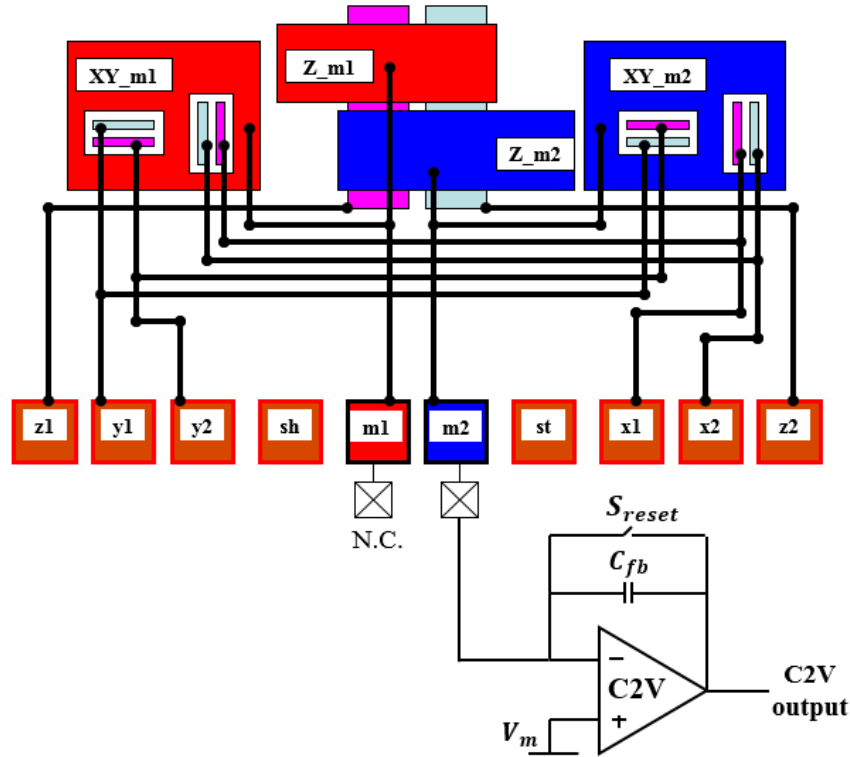 Z_m1
XY_m1
XY_m2
Z_m2
z1
y1
y2
sh
m1
m2
st
x1
x2
z2
N.C.
S_reset
C_fb
−
C2V
+
V_m
C2V
output